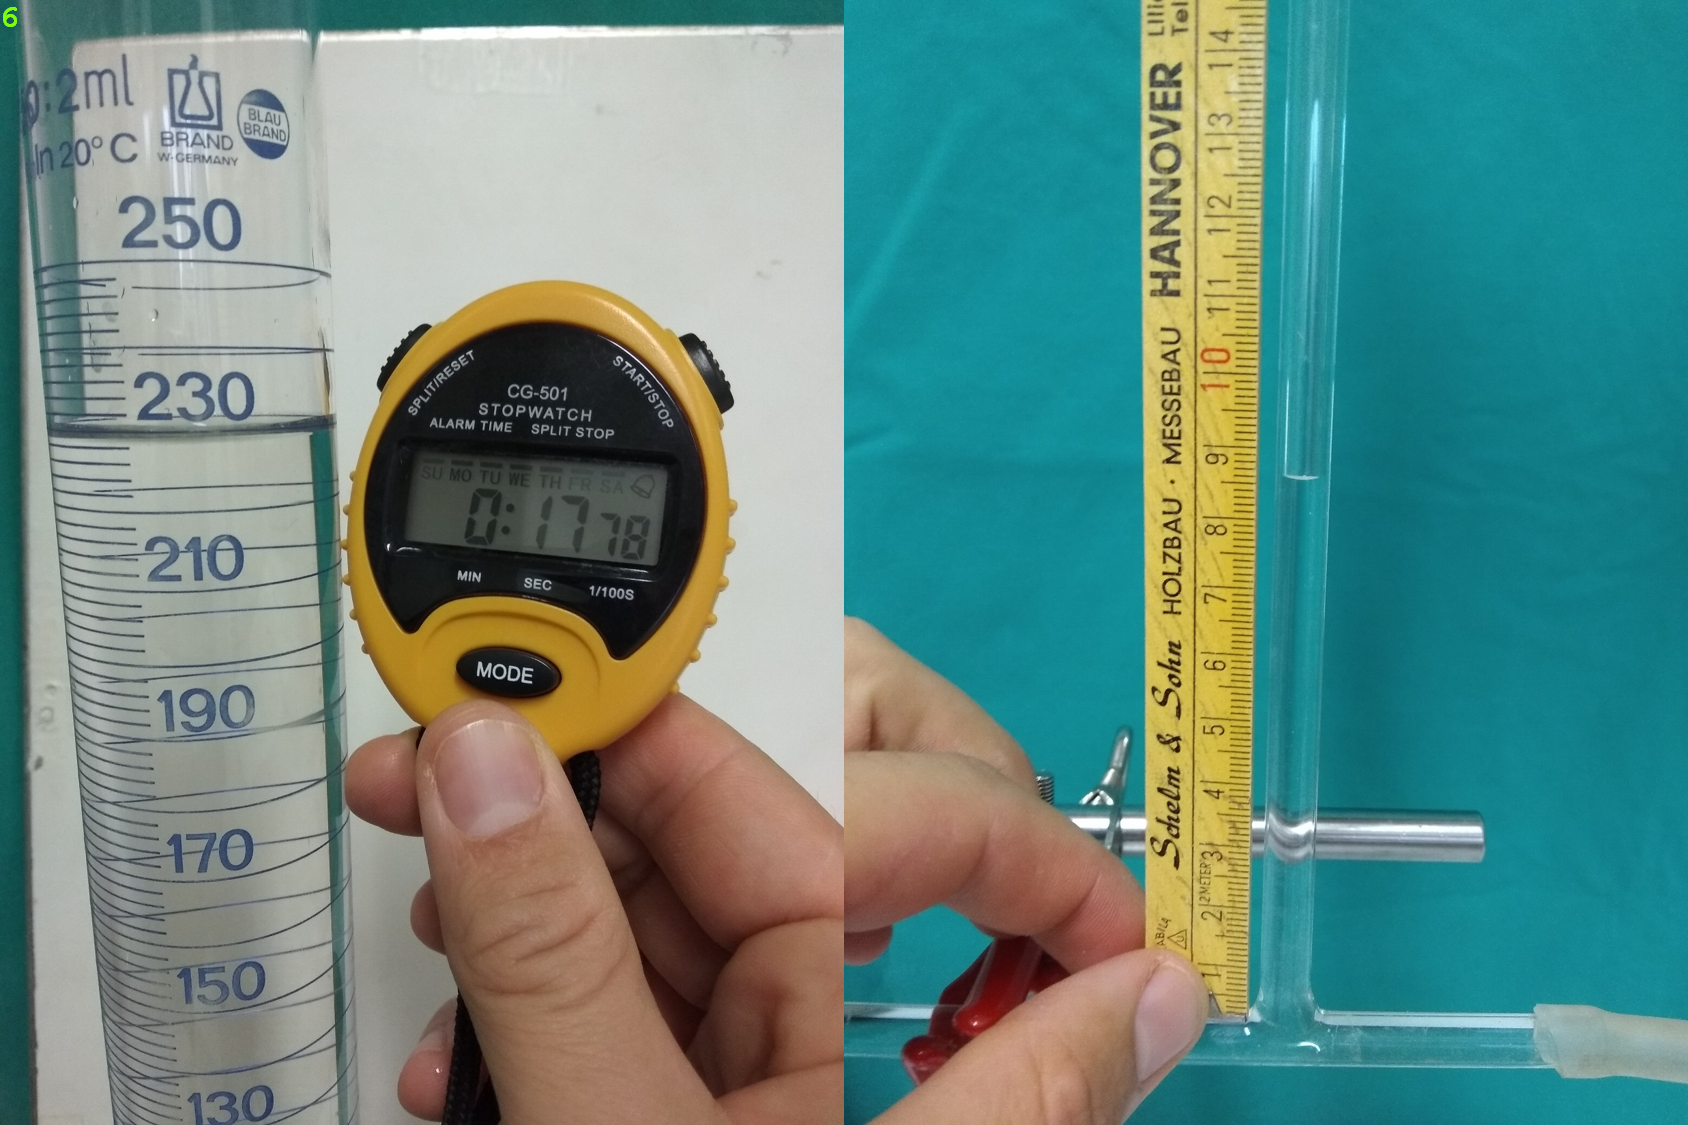 6
:2ml
In 20° C
BRAND
W-GERMANY
BLAU
BRAND
250
230
210
190
170
150
130
SPLIT/RESET
START/STOP
CG-501
STOPWATCH
ALARM TIME SPLIT STOP
SU MO TU WE TH FR SA
0:17 78
MIN SEC 1/100S
MODE
Schelm & Sohn HOLZBAU · MESSEBAU HANNOVER
2 METER
1 2 3 4 5 6 7 8 9 10 11 12 13 14